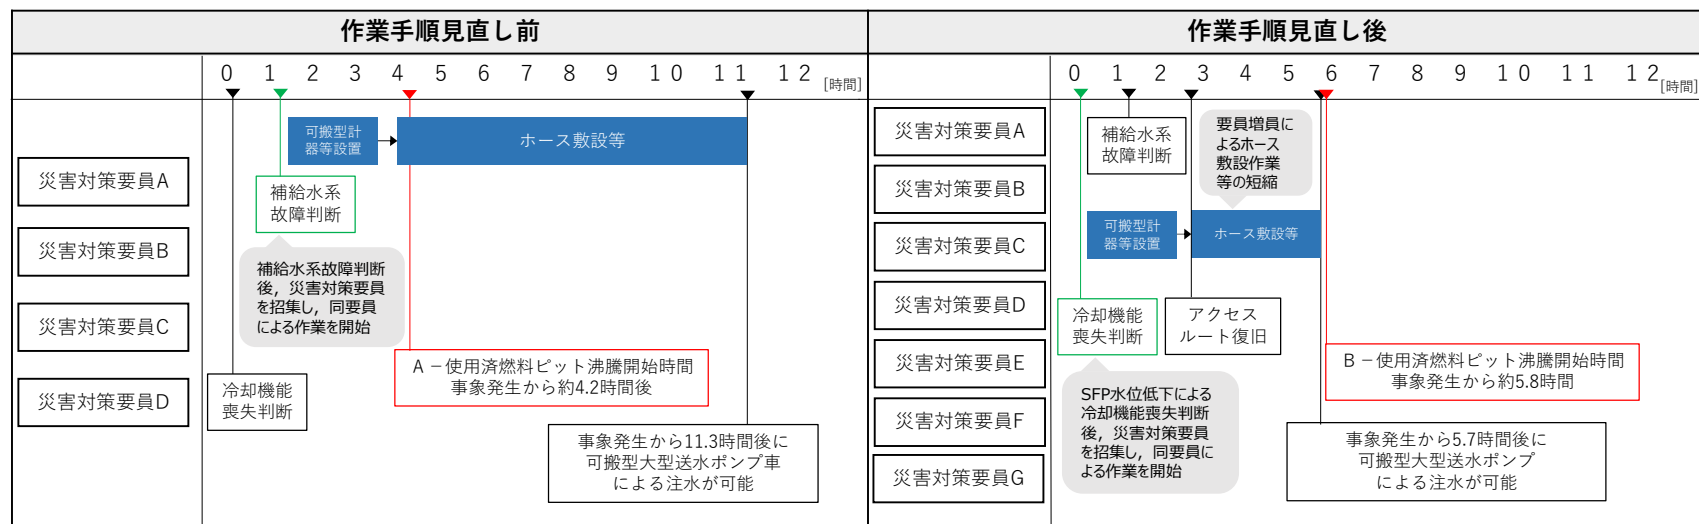 作業手順見直し前
0 1 2 3 4 5 6 7 8 9 10 11 12 [時間]
可搬型計
器等設置
ホース敷設等
災害対策要員A
災害対策要員B
災害対策要員C
災害対策要員D
補給水系
故障判断
補給水系故障判断
後，災害対策要員
を招集し，同要員
による作業を開始
冷却機能
喪失判断
A－使用済燃料ピット沸騰開始時間
事象発生から約4.2時間後
事象発生から11.3時間後に
可搬型大型送水ポンプ車
による注水が可能
作業手順見直し後
0 1 2 3 4 5 6 7 8 9 10 11 12 [時間]
災害対策要員A
災害対策要員B
災害対策要員C
災害対策要員D
災害対策要員E
災害対策要員F
災害対策要員G
補給水系
故障判断
要員増員に
よるホース
敷設作業
等の短縮
可搬型計
器等設置
ホース敷設等
冷却機能
喪失判断
アクセス
ルート復旧
SFP水位低下による
冷却機能喪失判断
後，災害対策要員
を招集し，同要員に
よる作業を開始
B－使用済燃料ピット沸騰開始時間
事象発生から約5.8時間
事象発生から5.7時間後に
可搬型大型送水ポンプ
による注水が可能